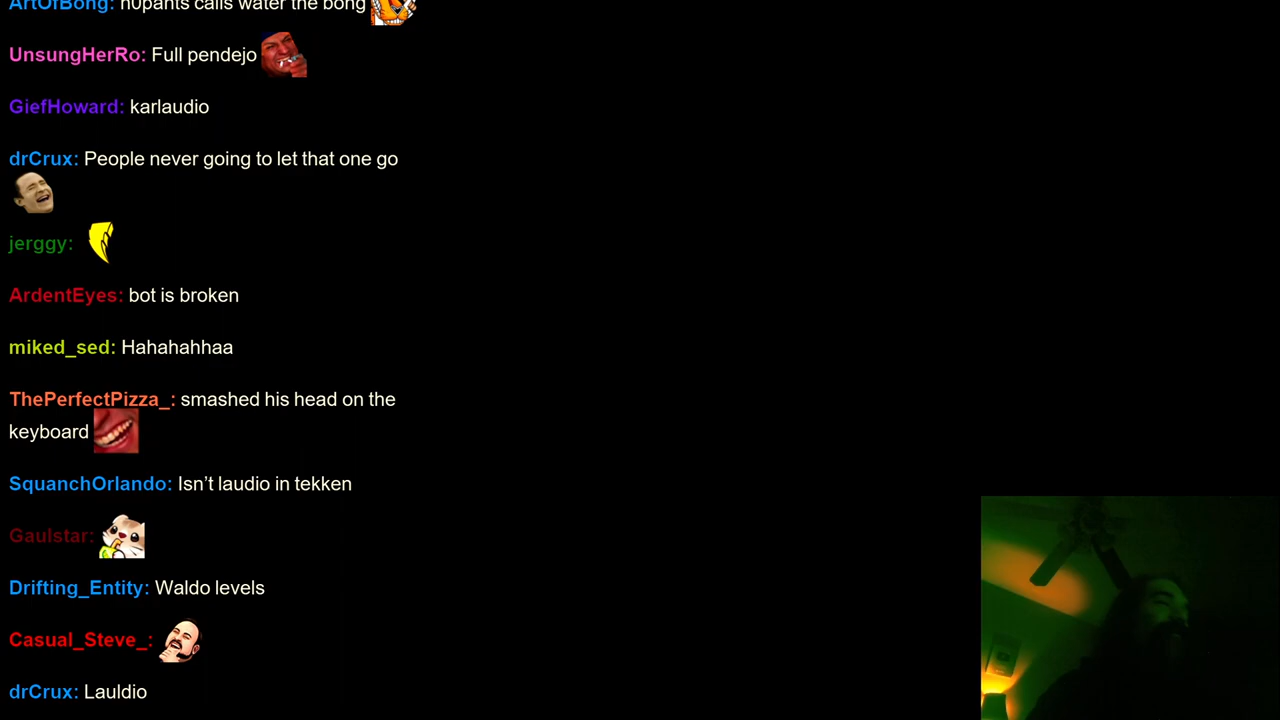 ArtOfBong: n0pants calls water the bong
UnsungHerRo: Full pendejo
GiefHoward: karlaudio
drCrux: People never going to let that one go
jerggy:
ArdentEyes: bot is broken
miked_sed: Hahahahhaa
ThePerfectPizza_: smashed his head on the
keyboard
SquanchOrlando: Isn’t laudio in tekken
Gaulstar:
Drifting_Entity: Waldo levels
Casual_Steve_:
drCrux: Lauldio